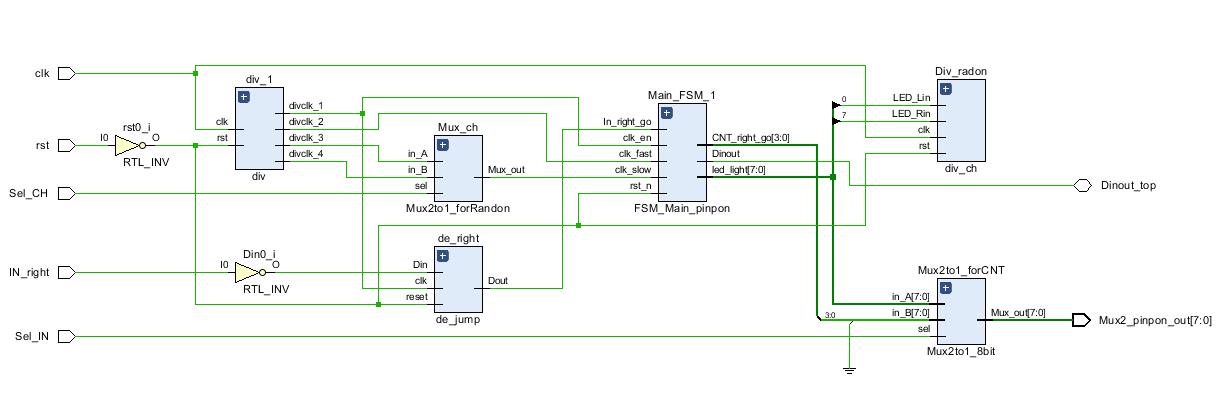 clk
rst
Sel_CH
IN_right
Sel_IN
rst0_i
I0 O
RTL_INV
Din0_i
I0 O
RTL_INV
div_1
clk
rst
divclk_1
divclk_2
divclk_3
divclk_4
div
Mux_ch
in_A
in_B
sel
Mux_out
Mux2to1_forRandon
de_right
Din
clk
reset
Dout
de_jump
Main_FSM_1
In_right_go
clk_en
clk_fast
clk_slow
rst_n
CNT_right_go[3:0]
Dinout
led_light[7:0]
FSM_Main_pinpon
Div_radon
0
LED_Lin
7
LED_Rin
clk
rst
div_ch
Dinout_top
Mux2to1_forCNT
in_A[7:0]
3:0
in_B[7:0]
sel
Mux_out[7:0]
Mux2to1_8bit
Mux2_pinpon_out[7:0]